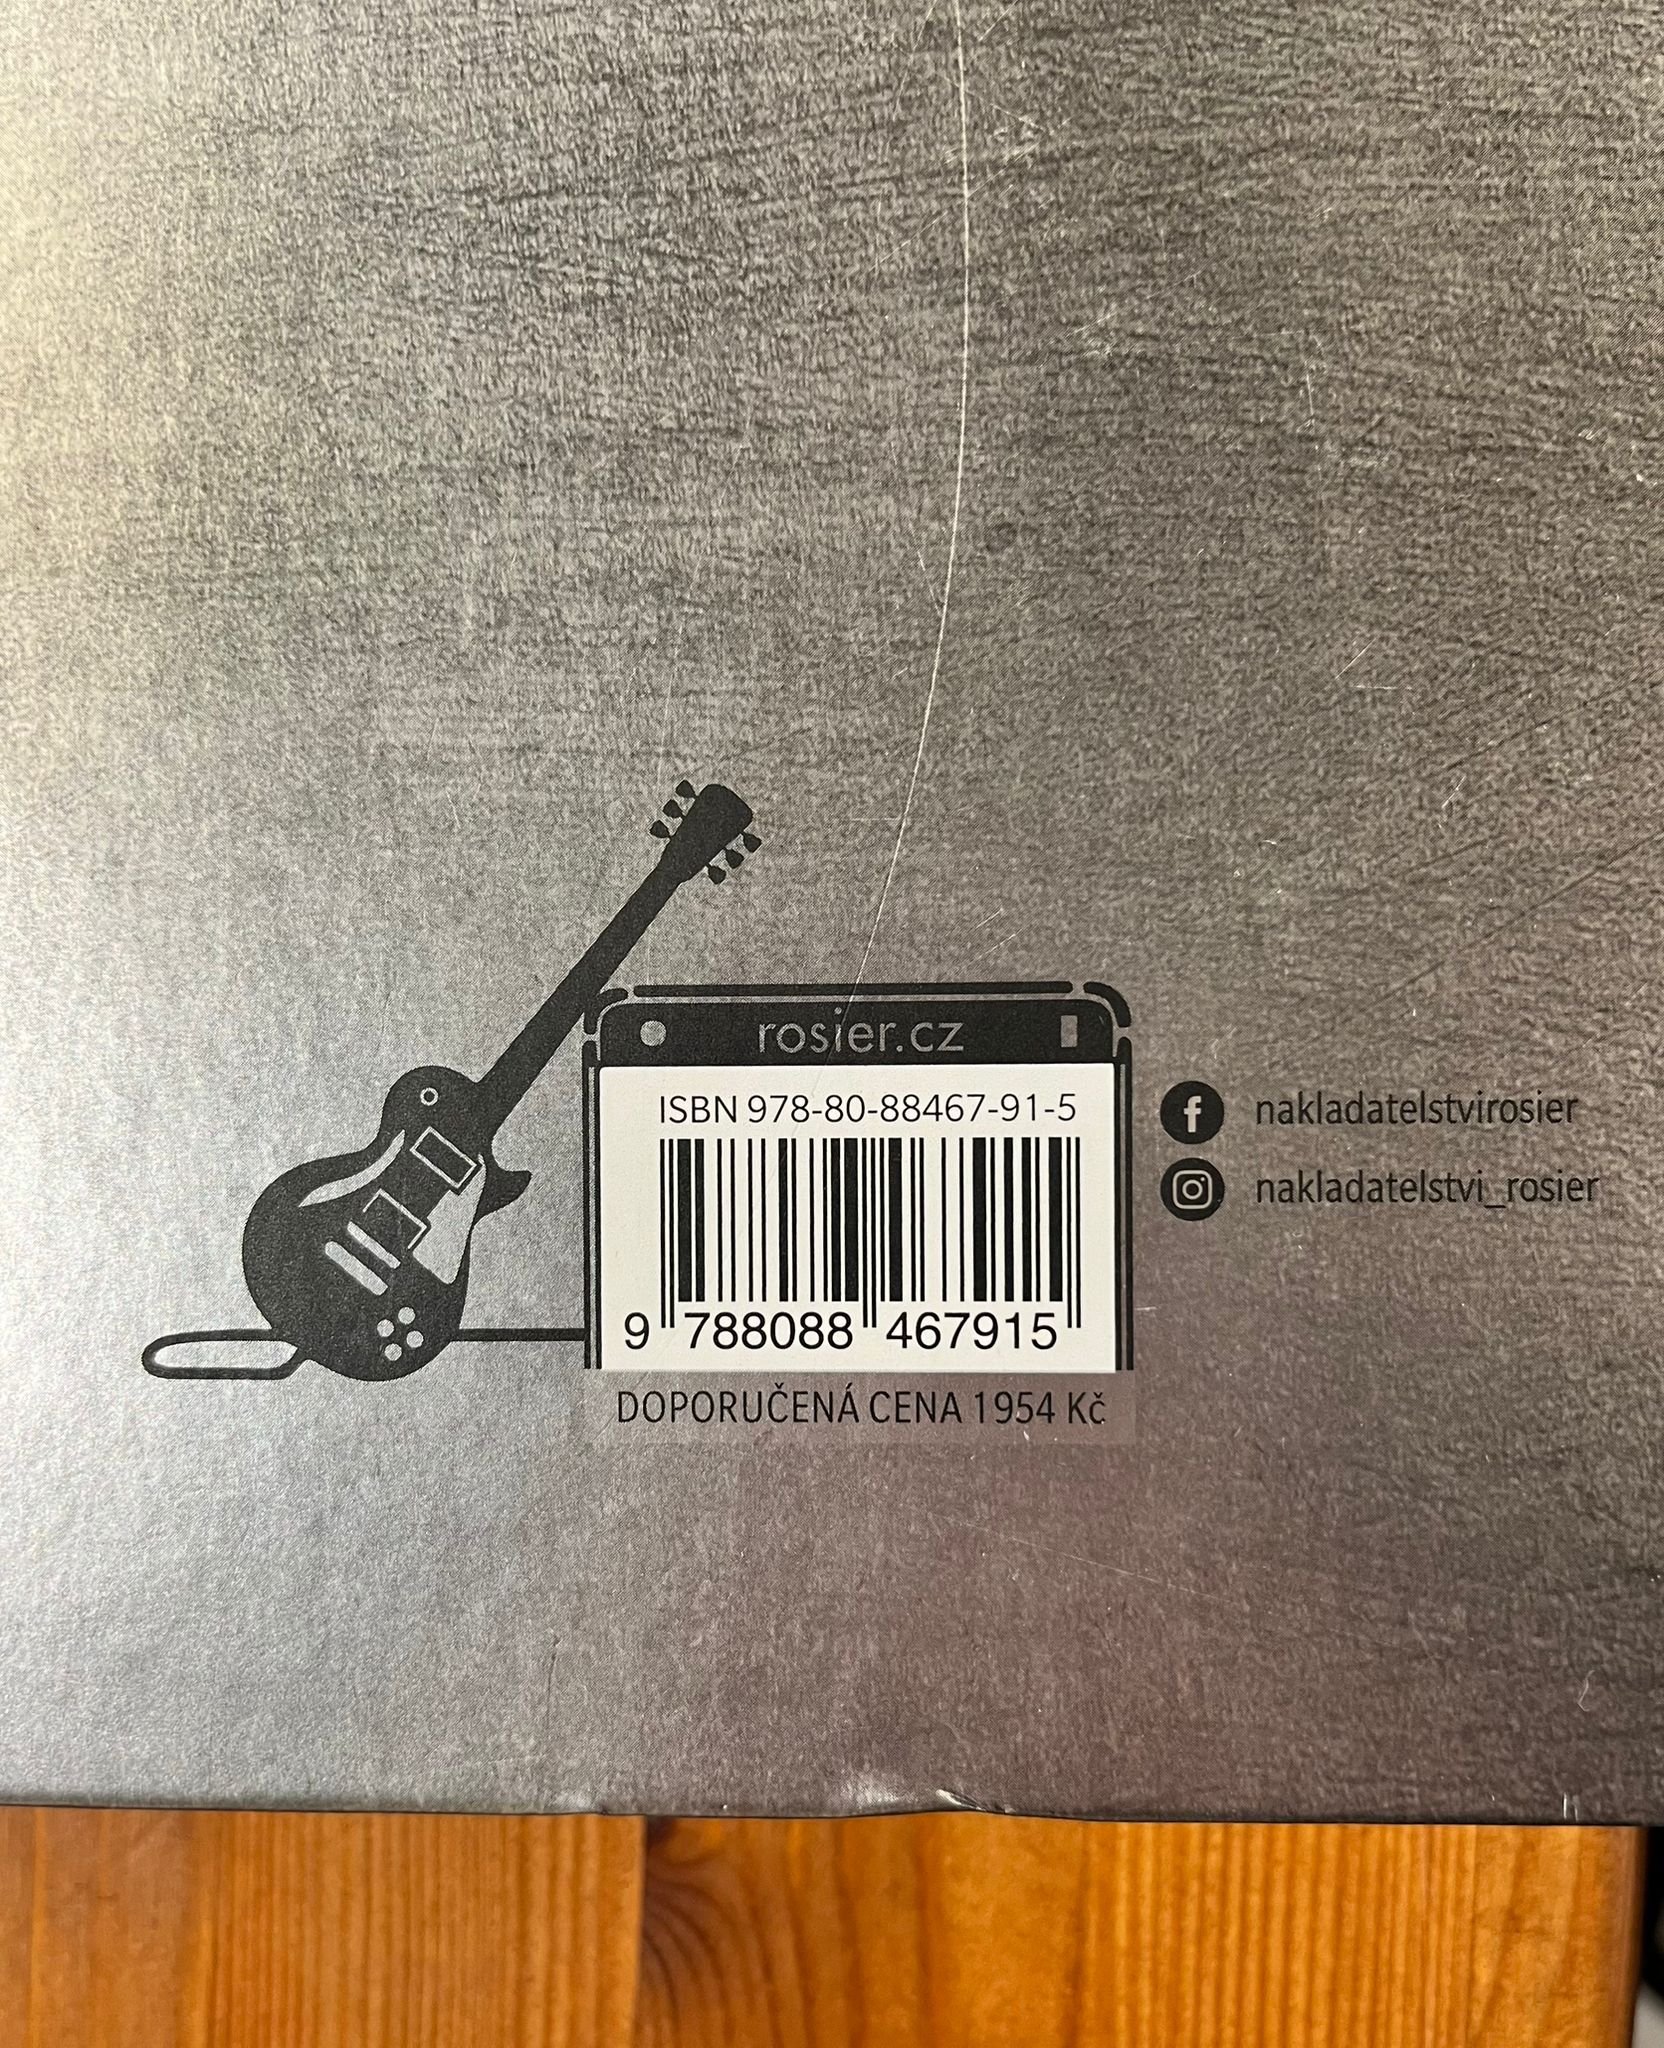 rosier.cz
ISBN 978-80-88467-91-5
9 788088 467915
DOPORUČENÁ CENA 1954 Kč
nakladatelstvirosier
nakladatelstvi_rosier